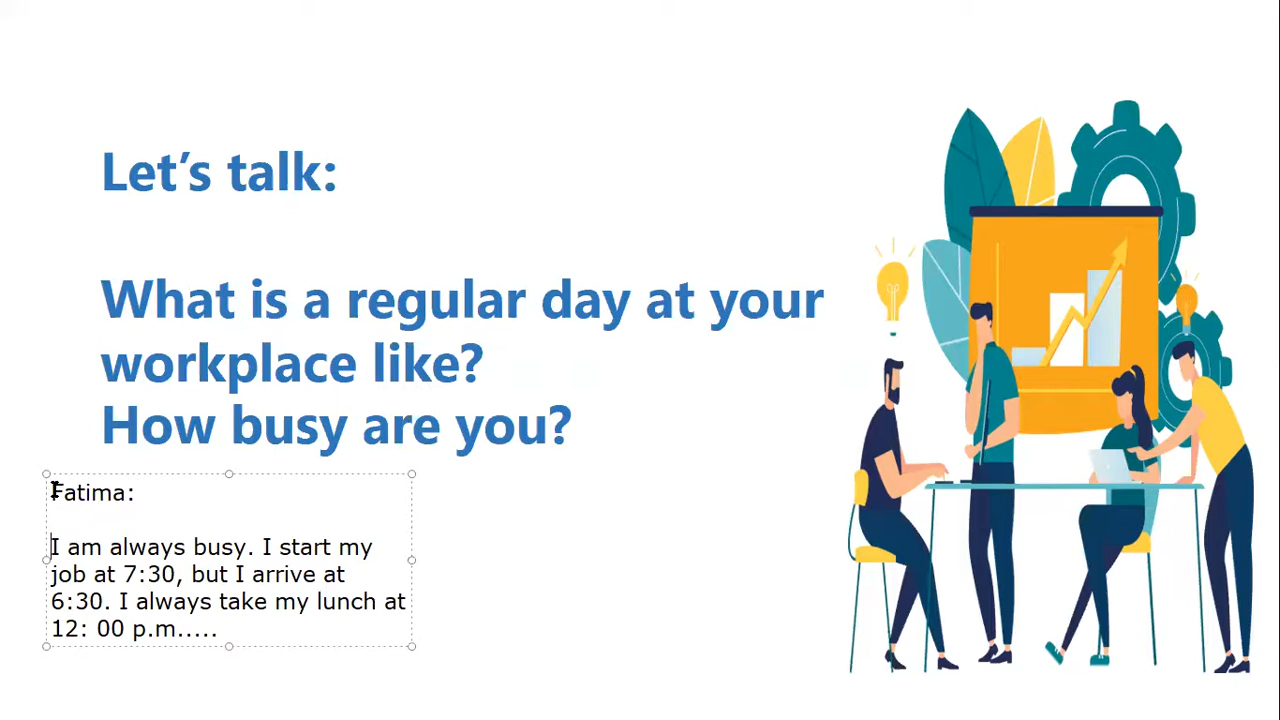 Let's talk:
What is a regular day at your
workplace like?
How busy are you?
Fatima:
I am always busy. I start my
job at 7:30, but I arrive at
6:30. I always take my lunch at
12: 00 p.m.....